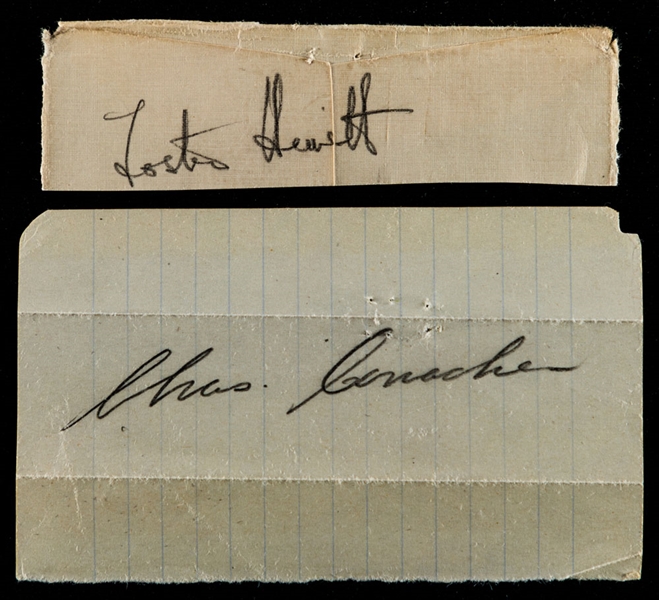 Foster Hewitt
Chas. Conacher